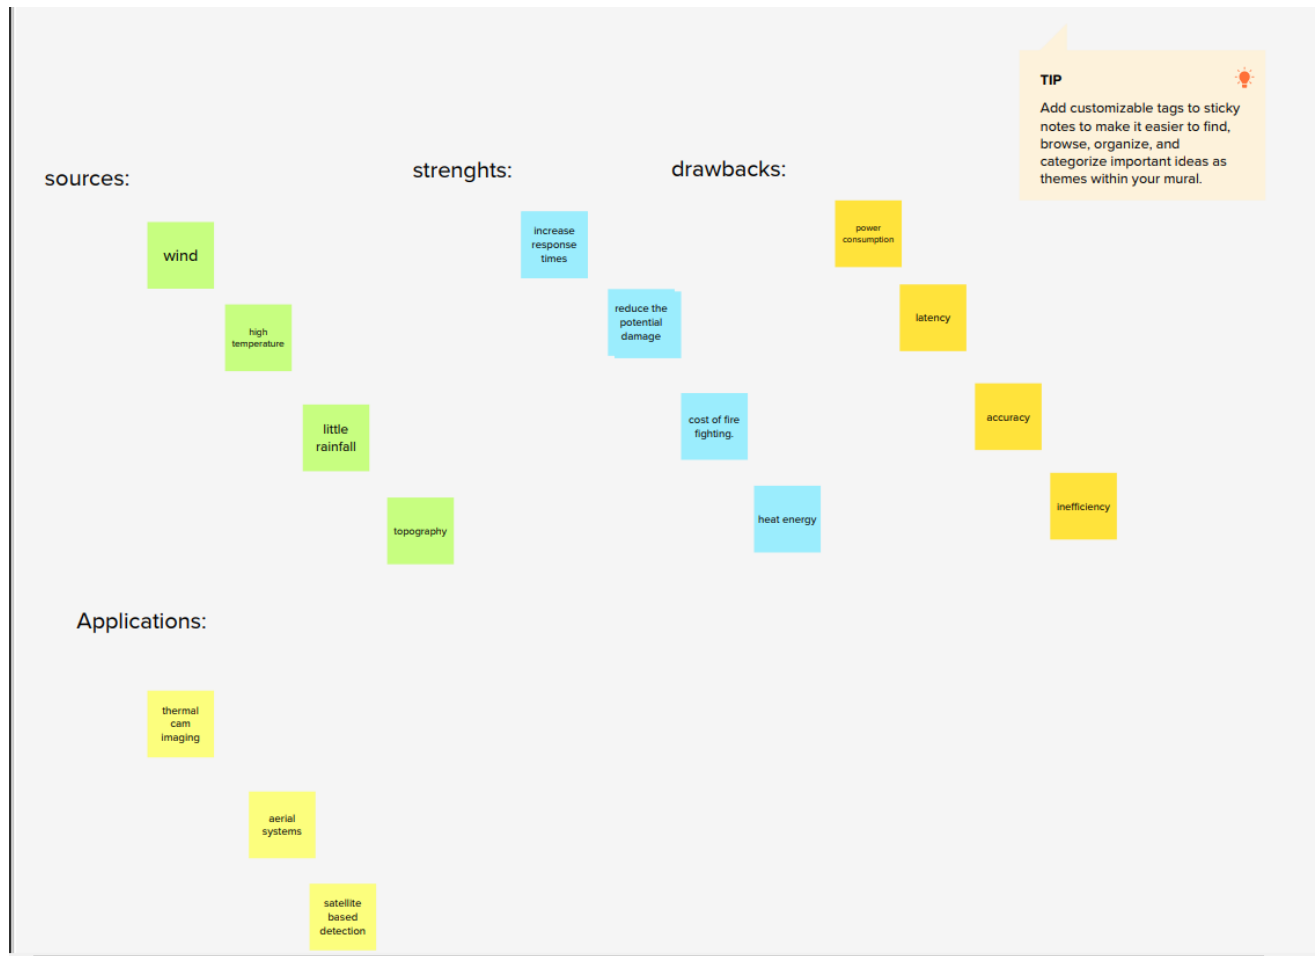 TIP
Add customizable tags to sticky
notes to make it easier to find,
browse, organize, and
categorize important ideas as
themes within your mural.
sources:
wind
high
temperature
little
rainfall
topography
strenghts:
increase
response
times
reduce the
potential
damage
cost of fire
fighting.
heat energy
drawbacks:
power
consumption
latency
accuracy
inefficiency
Applications:
thermal
cam
imaging
aerial
systems
satellite
based
detection